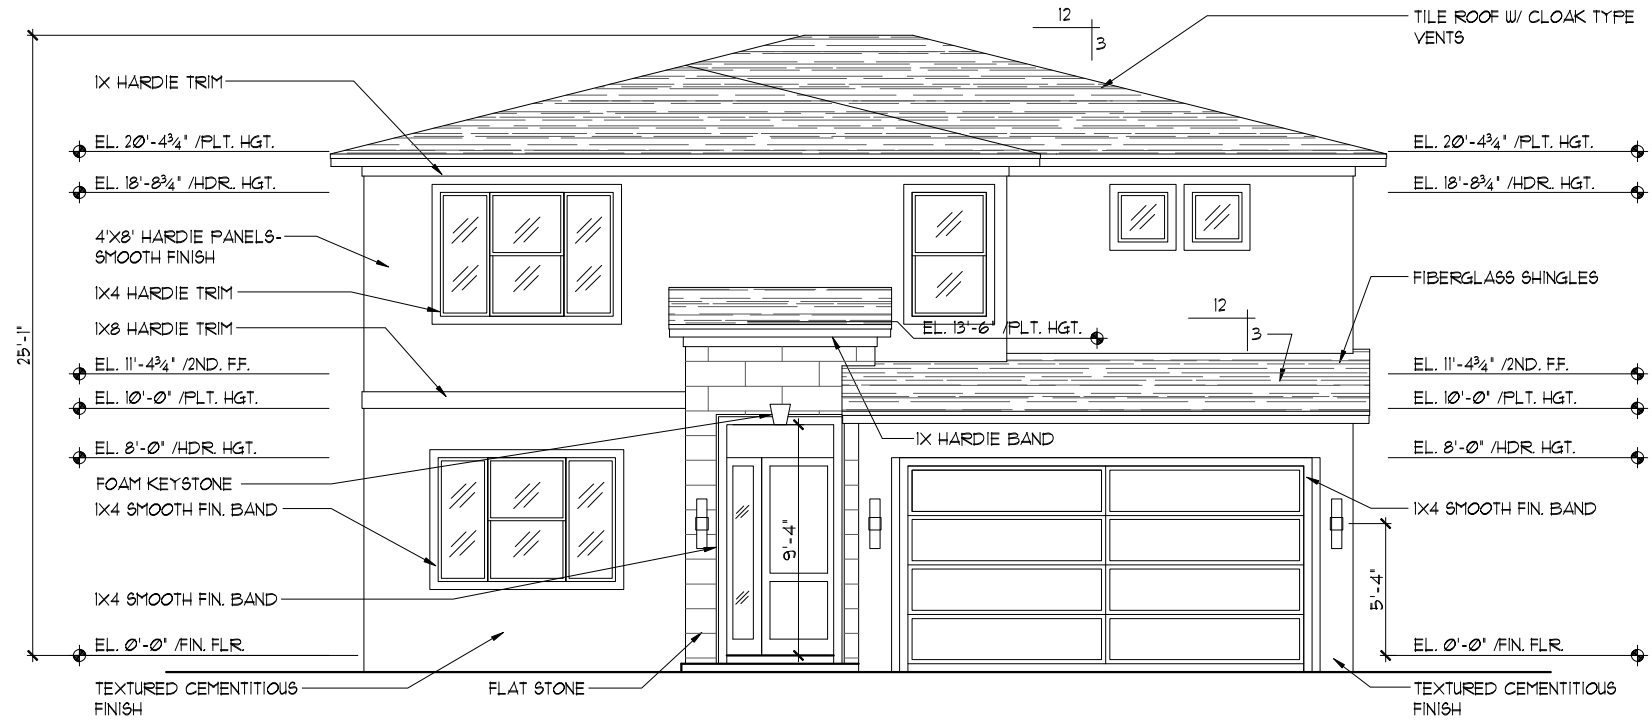 12
3
TILE ROOF W/ CLOAK TYPE
VENTS
1X HARDIE TRIM
EL. 20'-4¾" /PLT. HGT.
EL. 20'-4¾" /PLT. HGT.
EL. 18'-8¾" /HDR. HGT.
EL. 18'-8¾" /HDR. HGT.
4'X8' HARDIE PANELS-
SMOOTH FINISH
FIBERGLASS SHINGLES
1X4 HARDIE TRIM
12
3
1X8 HARDIE TRIM
EL. 13'-6" /PLT. HGT.
25'-1"
EL. 11'-4¾" /2ND. F.F.
EL. 11'-4¾" /2ND. F.F.
EL. 10'-0" /PLT. HGT.
EL. 10'-0" /PLT. HGT.
1X HARDIE BAND
EL. 8'-0" /HDR. HGT.
EL. 8'-0" /HDR. HGT.
FOAM KEYSTONE
1X4 SMOOTH FIN. BAND
1X4 SMOOTH FIN. BAND
9'-4"
5'-4"
1X4 SMOOTH FIN. BAND
EL. 0'-0" /FIN. FLR.
EL. 0'-0" /FIN. FLR.
TEXTURED CEMENTITIOUS
FINISH
FLAT STONE
TEXTURED CEMENTITIOUS
FINISH